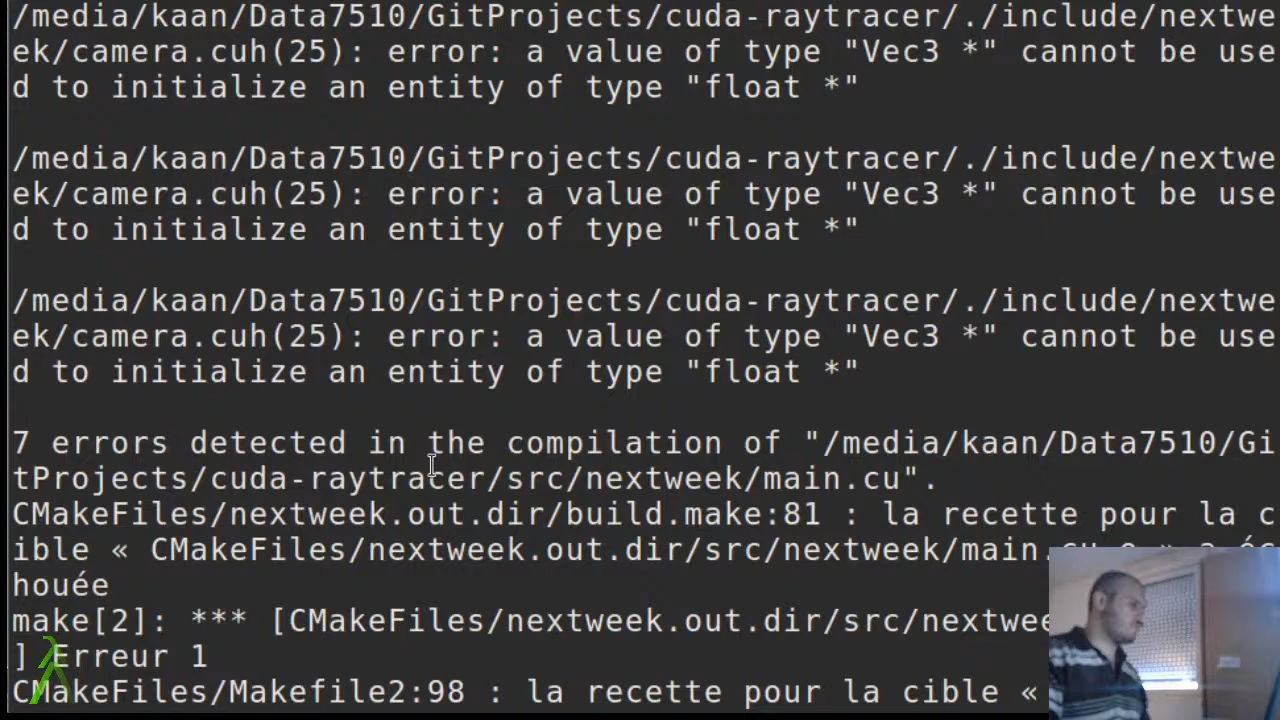 /media/kaan/Data7510/GitProjects/cuda-raytracer/./include/nextwe
ek/camera.cuh(25): error: a value of type "Vec3 *" cannot be use
d to initialize an entity of type "float *"
/media/kaan/Data7510/GitProjects/cuda-raytracer/./include/nextwe
ek/camera.cuh(25): error: a value of type "Vec3 *" cannot be use
d to initialize an entity of type "float *"
/media/kaan/Data7510/GitProjects/cuda-raytracer/./include/nextwe
ek/camera.cuh(25): error: a value of type "Vec3 *" cannot be use
d to initialize an entity of type "float *"
7 errors detected in the compilation of "/media/kaan/Data7510/Gi
tProjects/cuda-raytracer/src/nextweek/main.cu".
CMakeFiles/nextweek.out.dir/build.make:81 : la recette pour la c
ible « CMakeFiles/nextweek.out.dir/src/nextweek/main.cu.o » a éc
houée
make[2]: *** [CMakeFiles/nextweek.out.dir/src/nextwee
] Erreur 1
CMakeFiles/Makefile2:98 : la recette pour la cible «